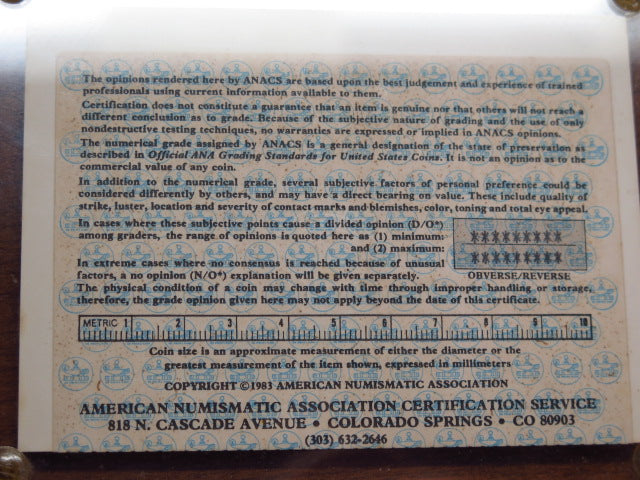 The opinions rendered here by ANACS are based upon the best judgement and experience of trained
professionals using current information available to them.
Certification does not constitute a guarantee that an item is genuine nor that others will not reach a
different conclusion as to grade. Because of the subjective nature of grading and the use of only
nondestructive testing techniques, no warranties are expressed or implied in ANACS opinions.
The numerical grade assigned by ANACS is a general designation of the state of preservation as
described in Official ANA Grading Standards for United States Coins. It is not an opinion as to the
commercial value of any coin.
In addition to the numerical grade, several subjective factors of personal preference could be
considered differently by others, and may have a direct bearing on value. These include quality of
strike, luster, location and severity of contact marks and blemishes, color, toning and total eye appeal.
In cases where these subjective points cause a divided opinion (D/O*)
among graders, the range of opinions is quoted here as (1) minimum:
and (2) maximum:
*********
*********
OBVERSE/REVERSE
In extreme cases where no consensus is reached because of unusual
factors, a no opinion (N/O*) explanation will be given separately.
The physical condition of a coin may change with time through improper handling or storage,
therefore, the grade opinion given here may not apply beyond the date of this certificate.
METRIC 1 2 3 4 5 6 7 8 9 10
Coin size is an approximate measurement of either the diameter or the
greatest measurement of the item shown, expressed in millimeters
COPYRIGHT ©1983 AMERICAN NUMISMATIC ASSOCIATION
AMERICAN NUMISMATIC ASSOCIATION CERTIFICATION SERVICE
818 N. CASCADE AVENUE • COLORADO SPRINGS • CO 80903
(303) 632-2646